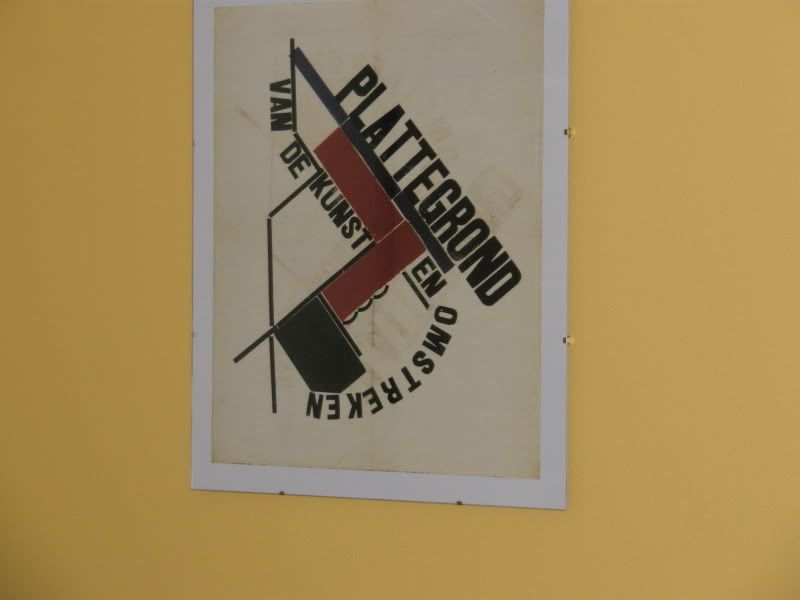 PLATTEGROND
VAN DE KUNST
EN OMSTREKEN